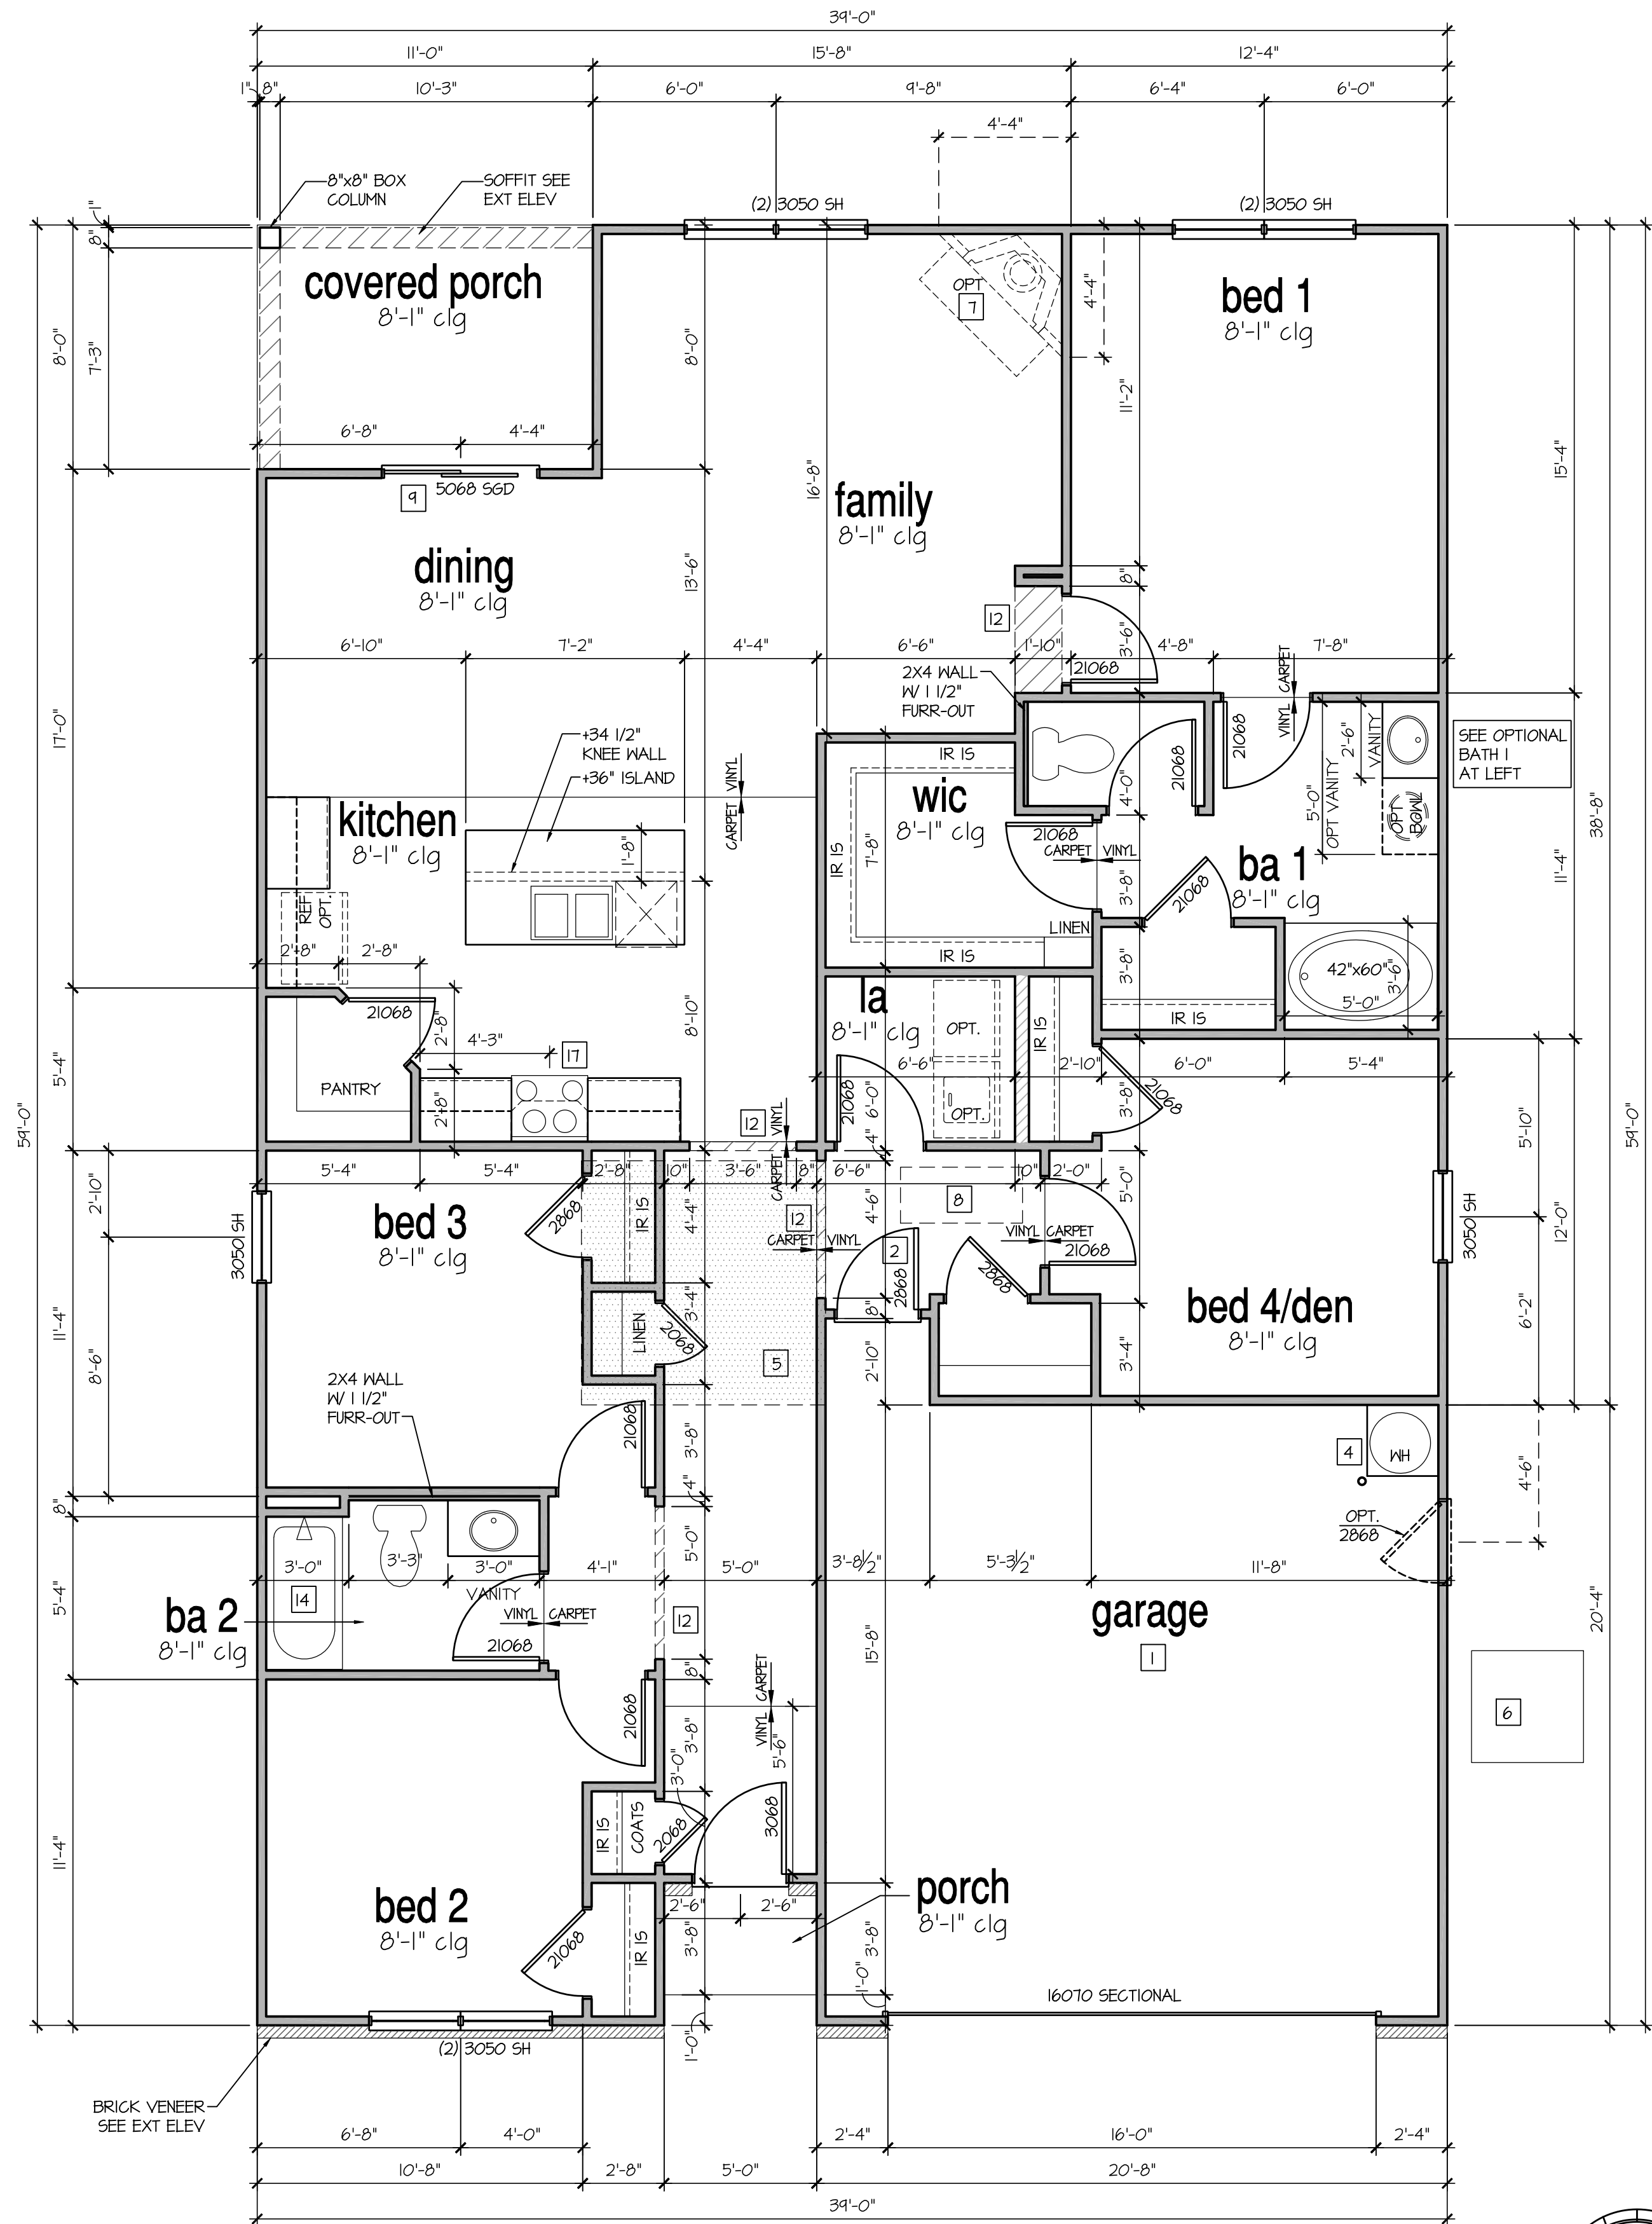 39'-0"
11'-0" 15'-8" 12'-4"
1" 8" 10'-3" 6'-0" 9'-8" 6'-4" 6'-0"
4'-4"
8"x8" BOX
COLUMN
SOFFIT SEE
EXT ELEV
(2) 3050 SH
(2) 3050 SH
1"
8"
covered porch
8'-1" clg
OPT
7
4'-4"
bed 1
8'-1" clg
8'-0"
7'-3"
8'-0"
11'-2"
15'-4"
6'-8" 4'-4"
9
5068 SGD
16'-8"
family
8'-1" clg
dining
8'-1" clg
13'-6"
8"
12
3'-6"
6'-10" 7'-2" 4'-4" 6'-6" 1'-10" 4'-8" 7'-8"
21068
2X4 WALL
W/ 1 1/2"
FURR-OUT
VINYL CARPET
17'-0"
+34 1/2"
KNEE WALL
+36" ISLAND
CARPET VINYL
IR IS
21068
21068
2'-6"
VANITY
SEE OPTIONAL
BATH 1
AT LEFT
kitchen
8'-1" clg
wic
8'-1" clg
4'-0"
5'-0"
OPT VANITY
OPT
BOWL
38'-8"
1'-8"
IR IS
7'-8"
21068
CARPET VINYL
ba 1
8'-1" clg
11'-4"
REF
OPT.
3'-8"
21068
LINEN
2'-8" 2'-8"
IR IS
3'-8"
42"x60"
3'-6"
5'-0"
IR IS
la
8'-1" clg
21068
2'-8"
8'-10"
OPT.
IR IS
4'-3"
17
6'-6" 2'-10" 6'-0" 5'-4"
5'-4"
PANTRY
2'-8"
21068
6'-0"
OPT.
3'-8"
21068
59'-0"
12
CARPET VINYL
4"
5'-10"
59'-0"
5'-4" 5'-4" 2'-8" 10" 3'-6" 8" 6'-6" 10" 2'-0"
5'-0"
2'-10"
3050 SH
bed 3
8'-1" clg
2868
IR IS
4'-4"
12
4'-6"
8
CARPET VINYL
2
VINYL CARPET
21068
3050 SH
12'-0"
2868
2868
11'-4"
8'-6"
LINEN
2068
3'-4"
5
8"
2'-10"
bed 4/den
8'-1" clg
3'-4"
6'-2"
2X4 WALL
W/ 1 1/2"
FURR-OUT
21068
3'-8"
4"
4
WH
4'-6"
8"
OPT.
2868
3'-0" 3'-3" 3'-0" 4'-1" 5'-0" 5'-0" 3'-8½" 5'-3½" 11'-8"
14
VANITY
ba 2
8'-1" clg
5'-4"
VINYL CARPET
21068
12
garage
1
15'-8"
20'-4"
8"
VINYL CARPET
6
21068
3'-8"
5'-6"
3'-0"
IR IS
COATS
2068
3068
11'-4"
bed 2
8'-1" clg
21068
IR IS
2'-6" 2'-6"
3'-8"
porch
8'-1" clg
3'-8"
1'-0"
16070 SECTIONAL
(2) 3050 SH
1'-0"
BRICK VENEER
SEE EXT ELEV
6'-8" 4'-0" 2'-4" 16'-0" 2'-4"
10'-8" 2'-8" 5'-0" 20'-8"
39'-0"